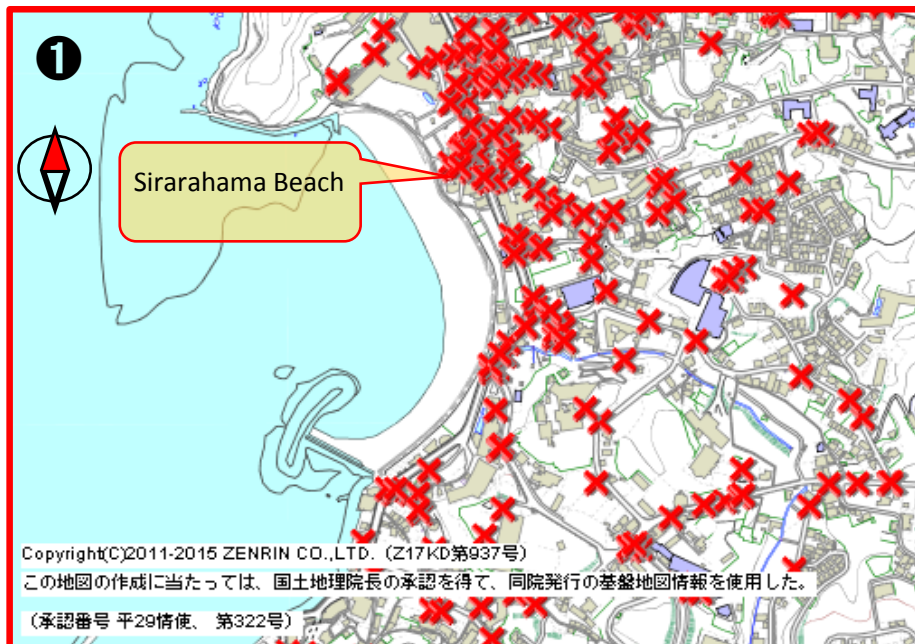 ❶
Sirarahama Beach
Copyright(C)2011-2015 ZENRIN CO.,LTD.（Z17KD第937号）
この地図の作成に当たっては、国土地理院長の承認を得て、同院発行の基盤地図情報を使用した。
（承認番号 平29情使、 第322号）